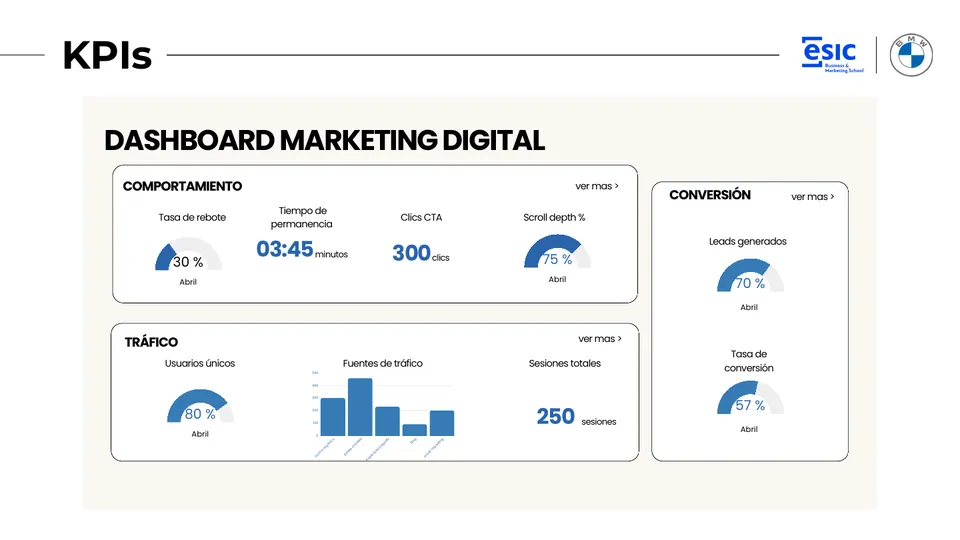 KPIs
esic
Business &
Marketing School
BMW
DASHBOARD MARKETING DIGITAL
COMPORTAMIENTO
ver mas >
Tasa de rebote
30 %
Abril
Tiempo de
permanencia
03:45 minutos
Clics CTA
300 clics
Scroll depth %
75 %
Abril
CONVERSIÓN
ver mas >
Leads generados
70 %
Abril
Tasa de
conversión
57 %
Abril
TRÁFICO
ver mas >
Usuarios únicos
80 %
Abril
Fuentes de tráfico
Sesiones totales
250 sesiones